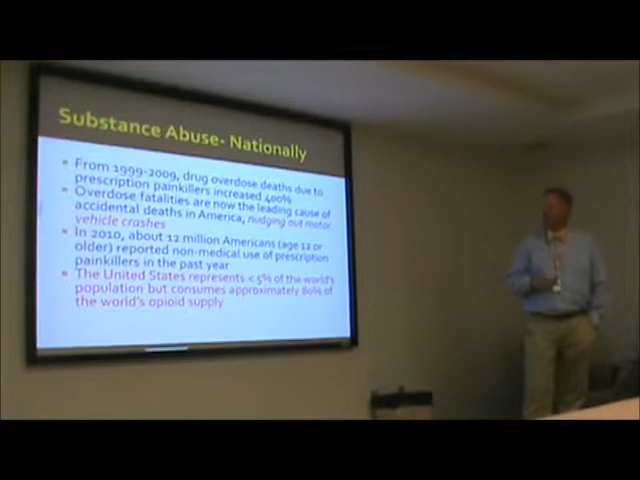 Substance Abuse- Nationally
From 1999-2009, drug overdose deaths due to
prescription painkillers increased 400%
Overdose fatalities are now the leading cause of
accidental deaths in America, nudging out motor
vehicle crashes
In 2010, about 12 million Americans (age 12 or
older) reported non-medical use of prescription
painkillers in the past year
The United States represents < 5% of the world's
population but consumes approximately 80% of
the world's opioid supply